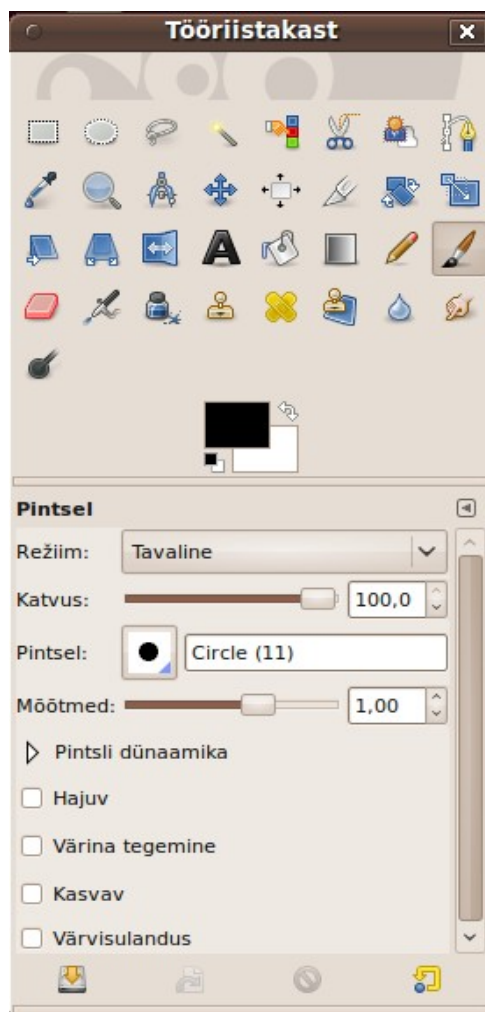 Tööriistakast
Pintsel
Režiim: Tavaline
Katvus: 100,0
Pintsel: Circle (11)
Mõõtmed: 1,00
Pintsli dünaamika
Hajuv
Värina tegemine
Kasvav
Värvisulandus